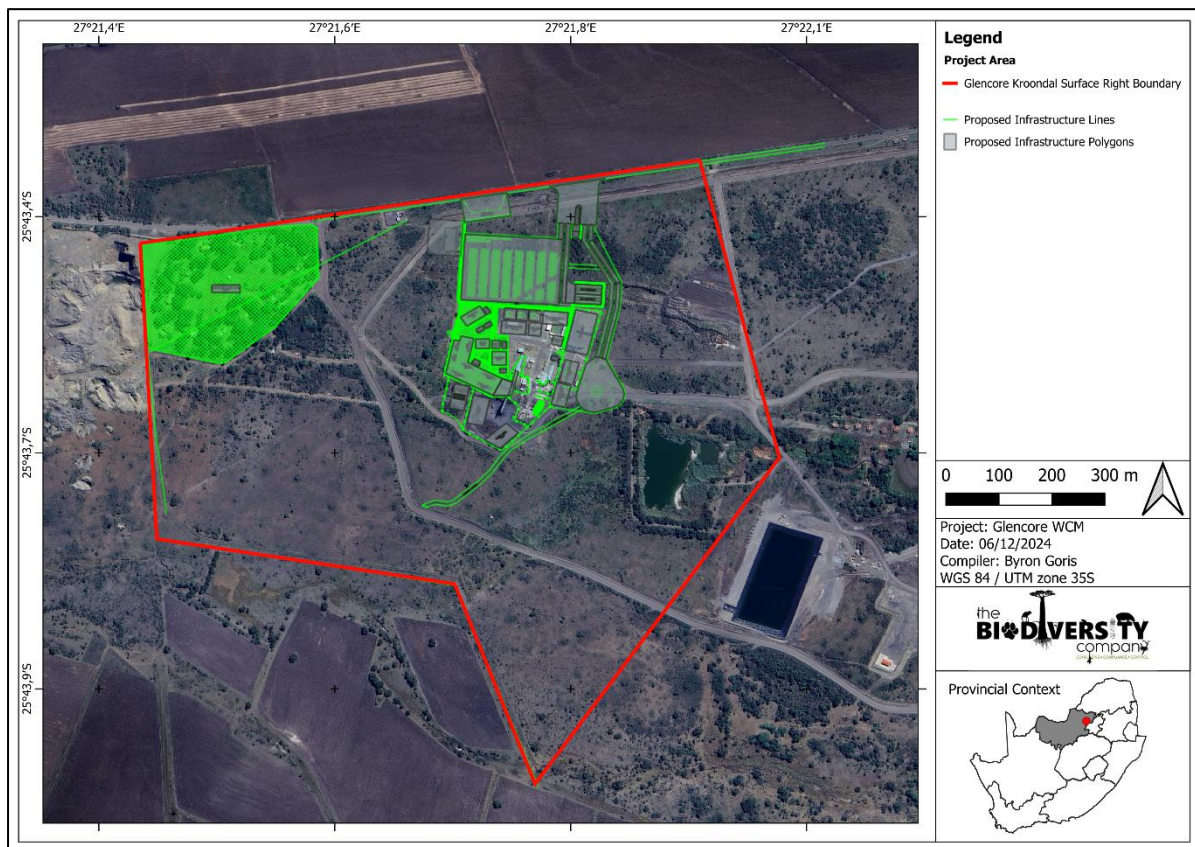 27°21,4′E 27°21,6′E 27°21,8′E 27°22,1′E
25°43,4′S
25°43,7′S
25°43,9′S
Legend
Project Area
Glencore Kroondal Surface Right Boundary
Proposed Infrastructure Lines
Proposed Infrastructure Polygons
0 100 200 300 m
Project: Glencore WCM
Date: 06/12/2024
Compiler: Byron Goris
WGS 84 / UTM zone 35S
the
BIODIVERSITY
company
Provincial Context